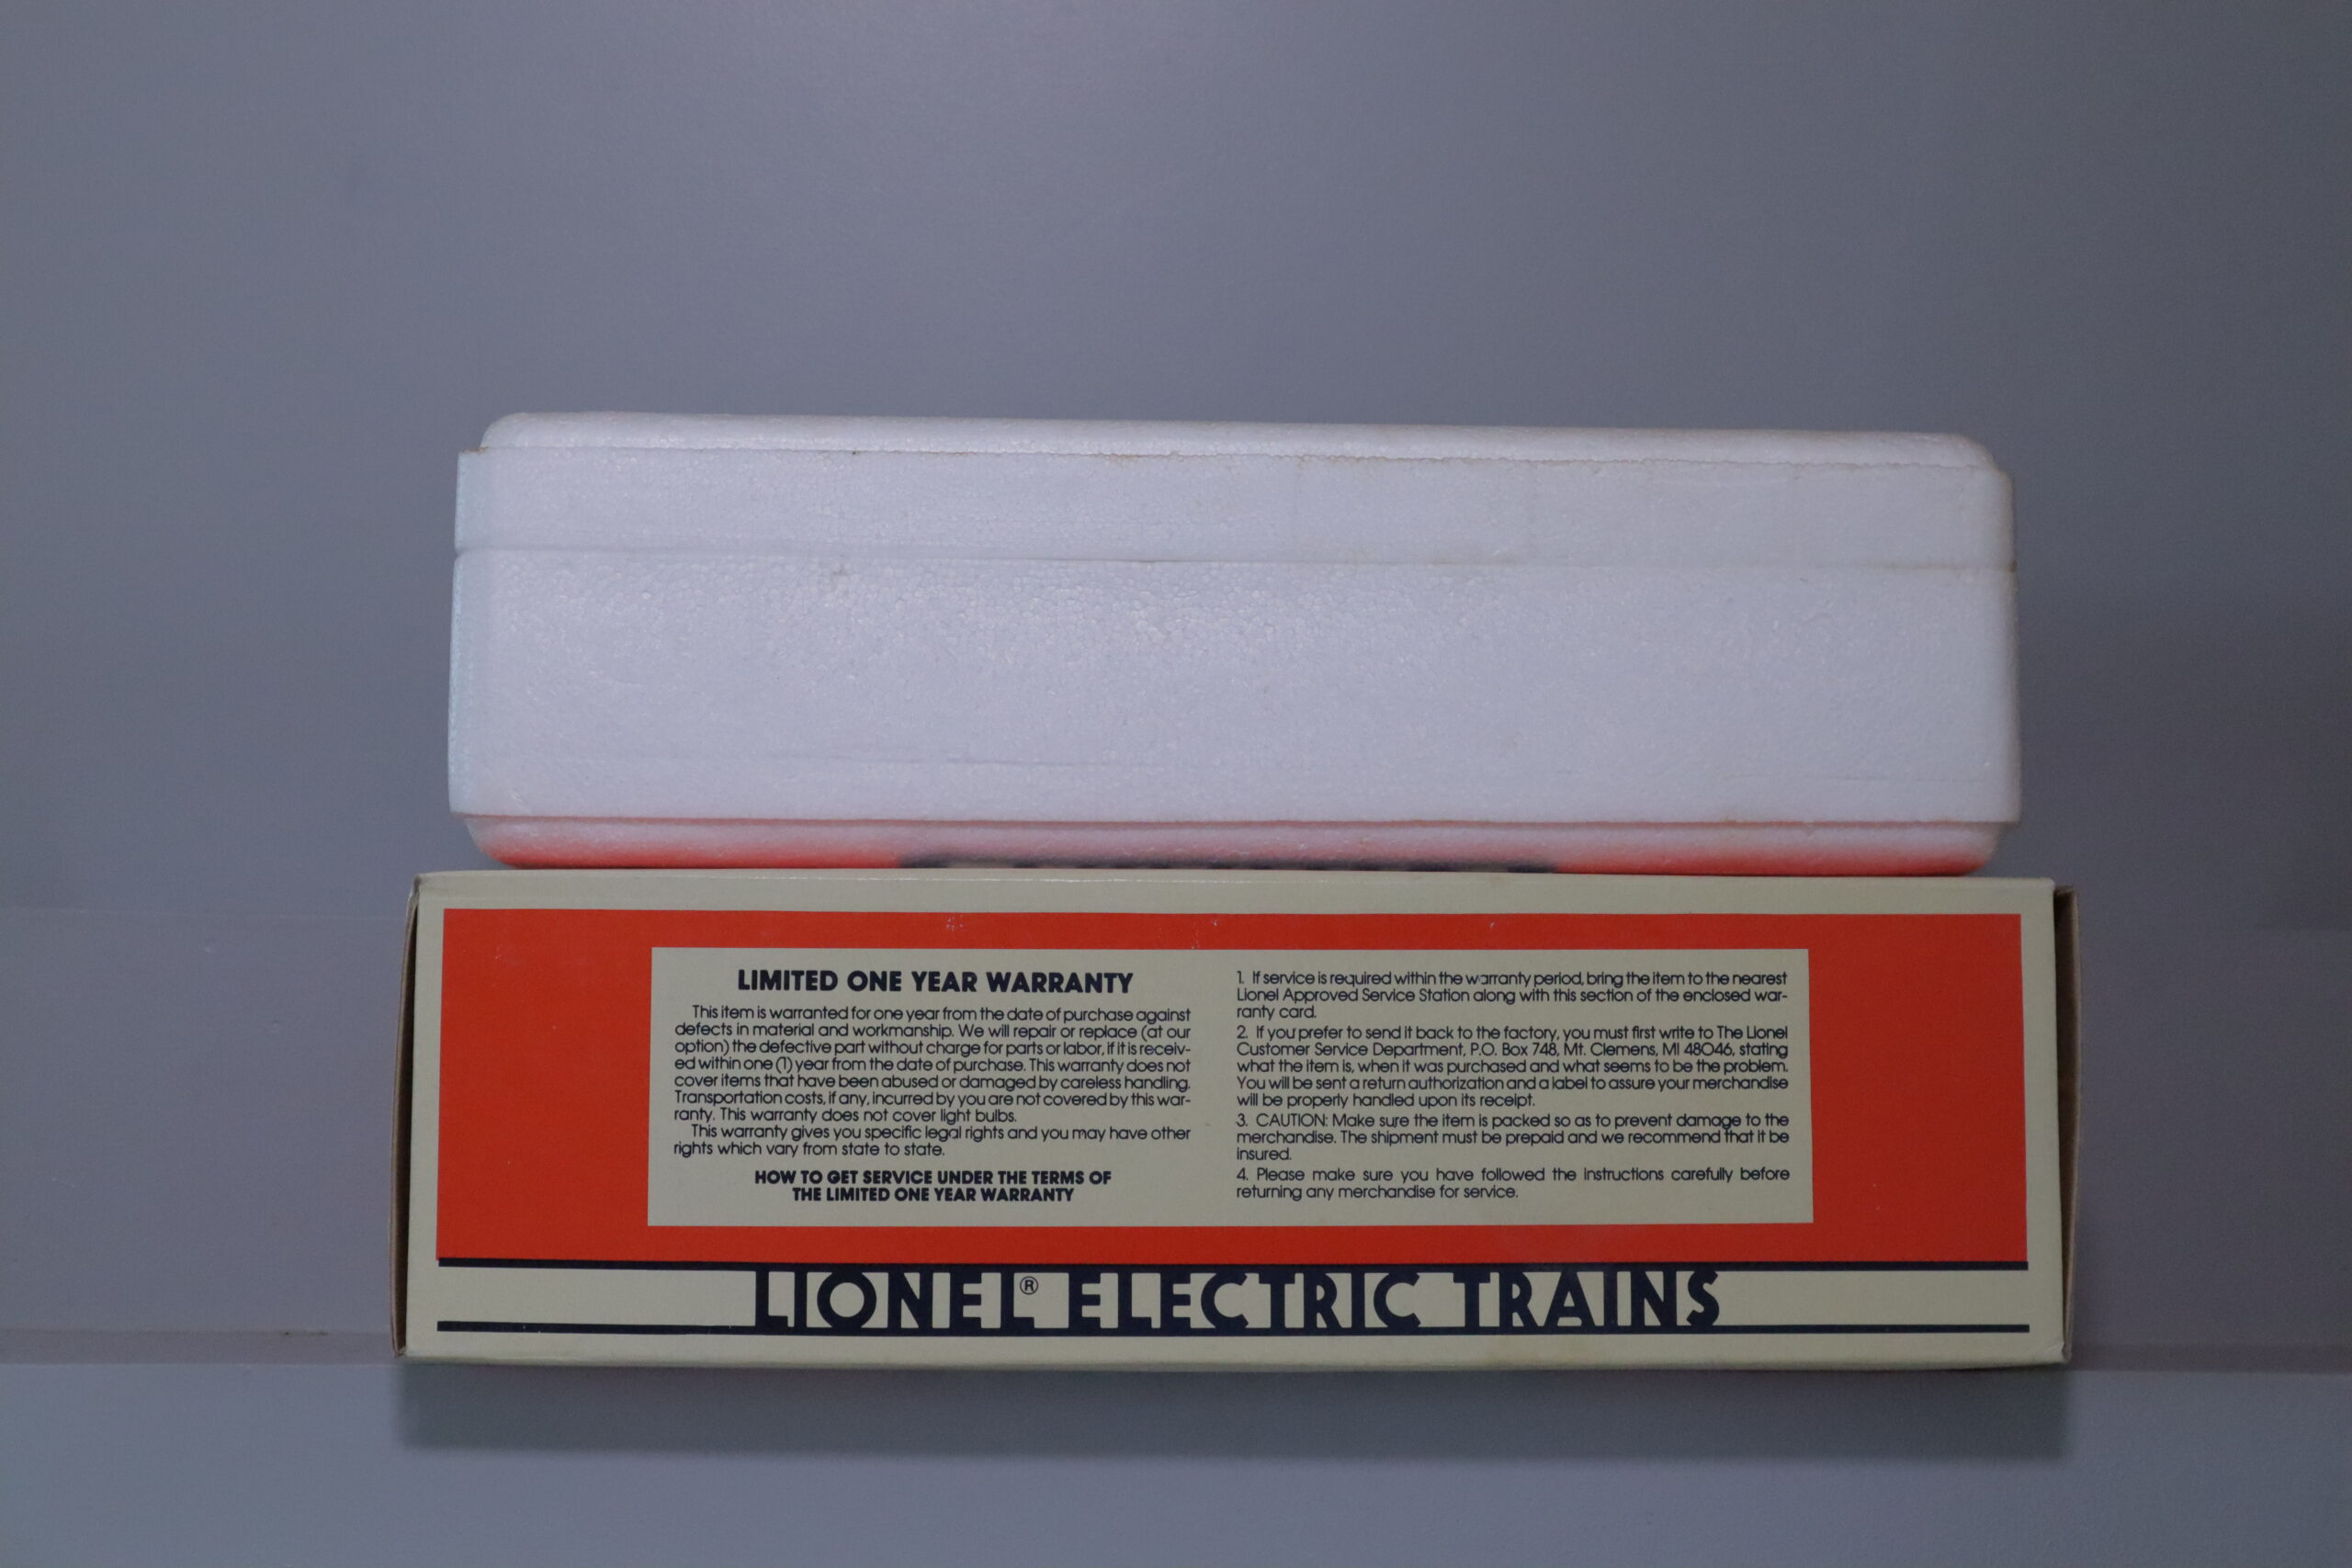 LIMITED ONE YEAR WARRANTY
This item is warranted for one year from the date of purchase against
defects in material and workmanship. We will repair or replace (at our
option) the defective part without charge for parts or labor, if it is receiv-
ed within one (1) year from the date of purchase. This warranty does not
cover items that have been abused or damaged by careless handling.
Transportation costs, if any, incurred by you are not covered by this war-
ranty. This warranty does not cover light bulbs.
This warranty gives you specific legal rights and you may have other
rights which vary from state to state.
HOW TO GET SERVICE UNDER THE TERMS OF
THE LIMITED ONE YEAR WARRANTY
1. If service is required within the warranty period, bring the item to the nearest
Lionel Approved Service Station along with this section of the enclosed war-
ranty card.
2. If you prefer to send it back to the factory, you must first write to The Lionel
Customer Service Department, P.O. Box 748, Mt. Clemens, MI 48046, stating
what the item is, when it was purchased and what seems to be the problem.
You will be sent a return authorization and a label to assure your merchandise
will be properly handled upon its receipt.
3. CAUTION: Make sure the item is packed so as to prevent damage to the
merchandise. The shipment must be prepaid and we recommend that it be
insured.
4. Please make sure you have followed the instructions carefully before
returning any merchandise for service.
LIONEL® ELECTRIC TRAINS